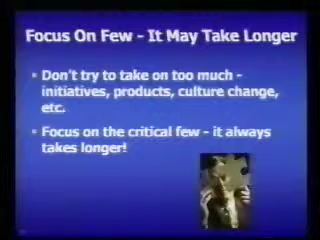 Focus On Few - It May Take Longer
• Don't try to take on too much -
initiatives, products, culture change,
etc.
• Focus on the critical few - it always
takes longer!